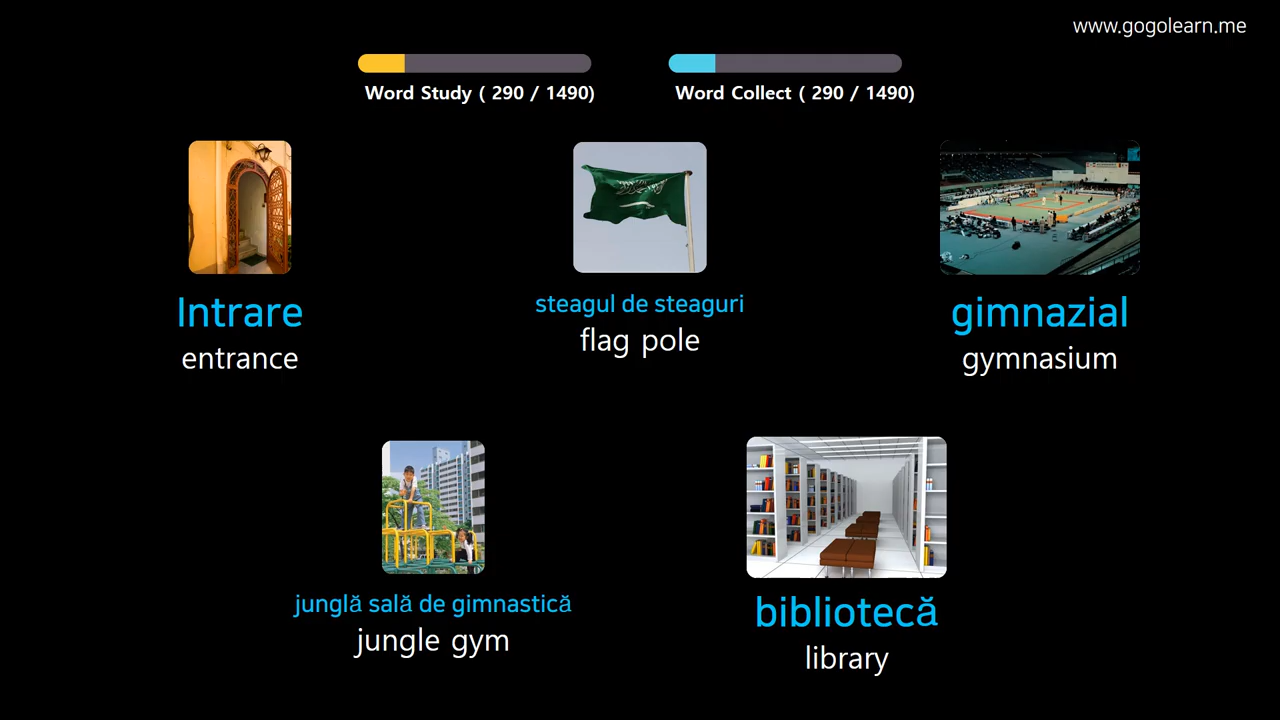 www.gogolearn.me
Word Study ( 290 / 1490)
Word Collect ( 290 / 1490)
Intrare
entrance
steagul de steaguri
flag pole
gimnazial
gymnasium
junglă sală de gimnastică
jungle gym
bibliotecă
library